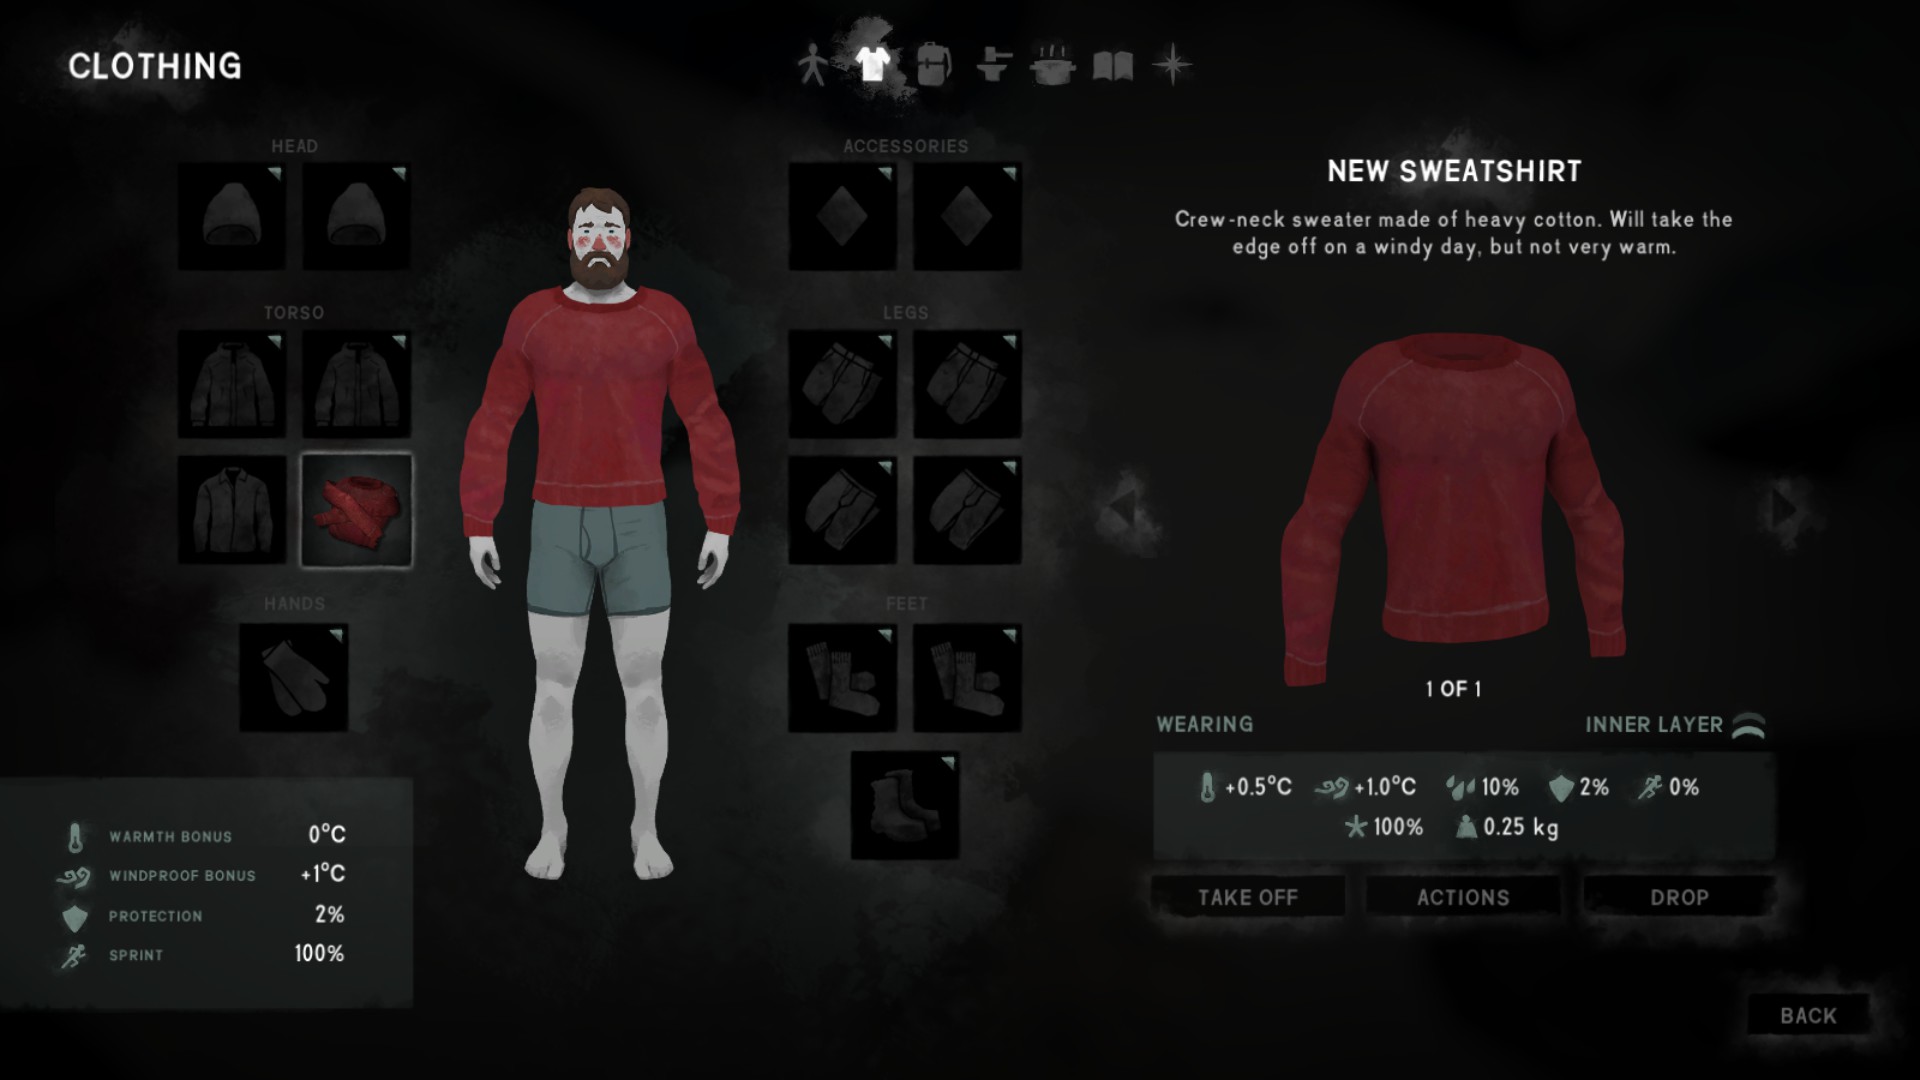 CLOTHING
HEAD
ACCESSORIES
TORSO
LEGS
HANDS
FEET
WARMTH BONUS 0°C
WINDPROOF BONUS +1°C
PROTECTION 2%
SPRINT 100%
NEW SWEATSHIRT
Crew-neck sweater made of heavy cotton. Will take the
edge off on a windy day, but not very warm.
1 OF 1
WEARING INNER LAYER
+0.5°C +1.0°C 10% 2% 0%
100% 0.25 kg
TAKE OFF ACTIONS DROP
BACK